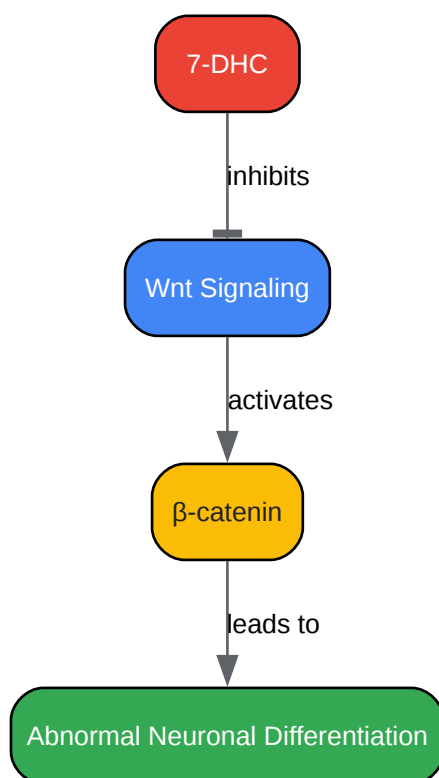 7-DHC
inhibits
Wnt Signaling
activates
β-catenin
leads to
Abnormal Neuronal Differentiation